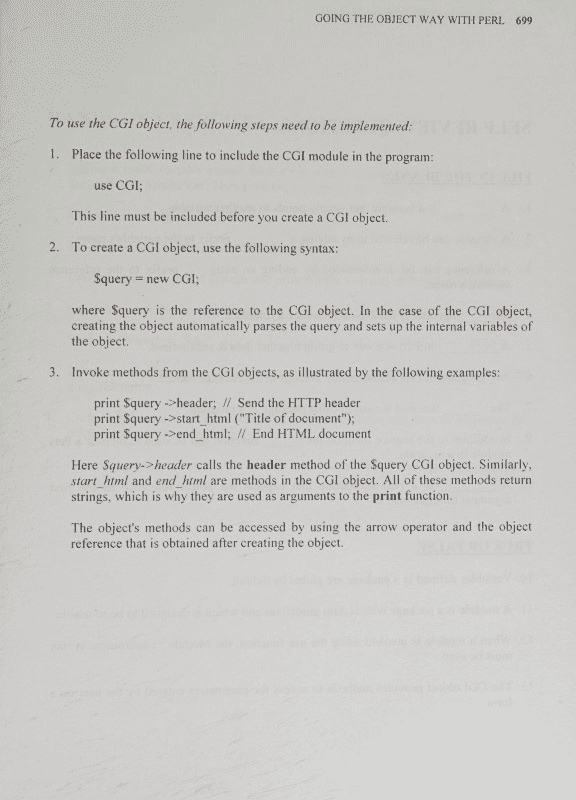 GOING THE OBJECT WAY WITH PERL 699
To use the CGI object, the following steps need to be implemented:
1. Place the following line to include the CGI module in the program:
use CGI;
This line must be included before you create a CGI object.
2. To create a CGI object, use the following syntax:
$query = new CGI;
where $query is the reference to the CGI object. In the case of the CGI object,
creating the object automatically parses the query and sets up the internal variables of
the object.
3. Invoke methods from the CGI objects, as illustrated by the following examples:
print $query ->header; // Send the HTTP header
print $query ->start_html ("Title of document");
print $query ->end_html; // End HTML document
Here $query->header calls the header method of the $query CGI object. Similarly,
start_html and end_html are methods in the CGI object. All of these methods return
strings, which is why they are used as arguments to the print function.
The object's methods can be accessed by using the arrow operator and the object
reference that is obtained after creating the object.